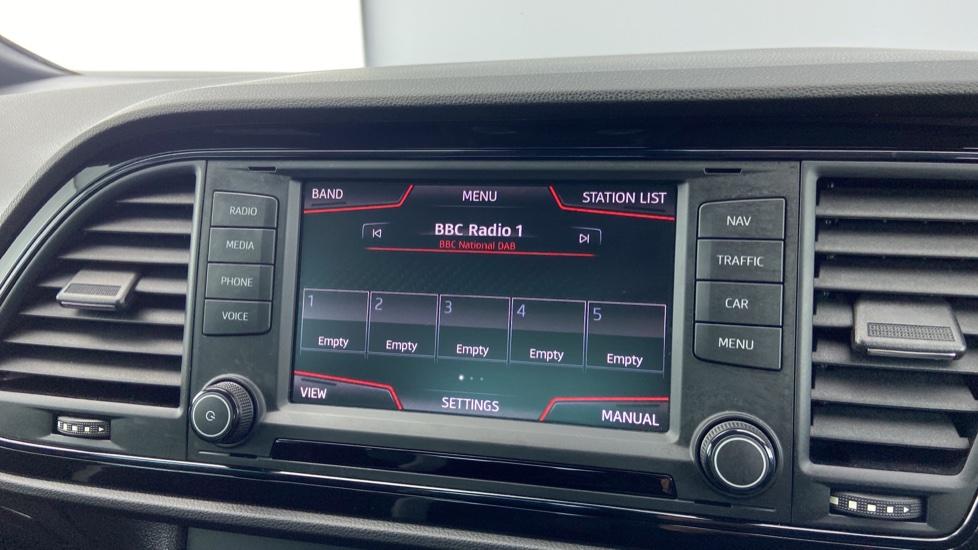 RADIO
MEDIA
PHONE
VOICE
BAND MENU STATION LIST
BBC Radio 1
BBC National DAB
1 2 3 4 5
Empty Empty Empty Empty Empty
VIEW SETTINGS MANUAL
NAV
TRAFFIC
CAR
MENU